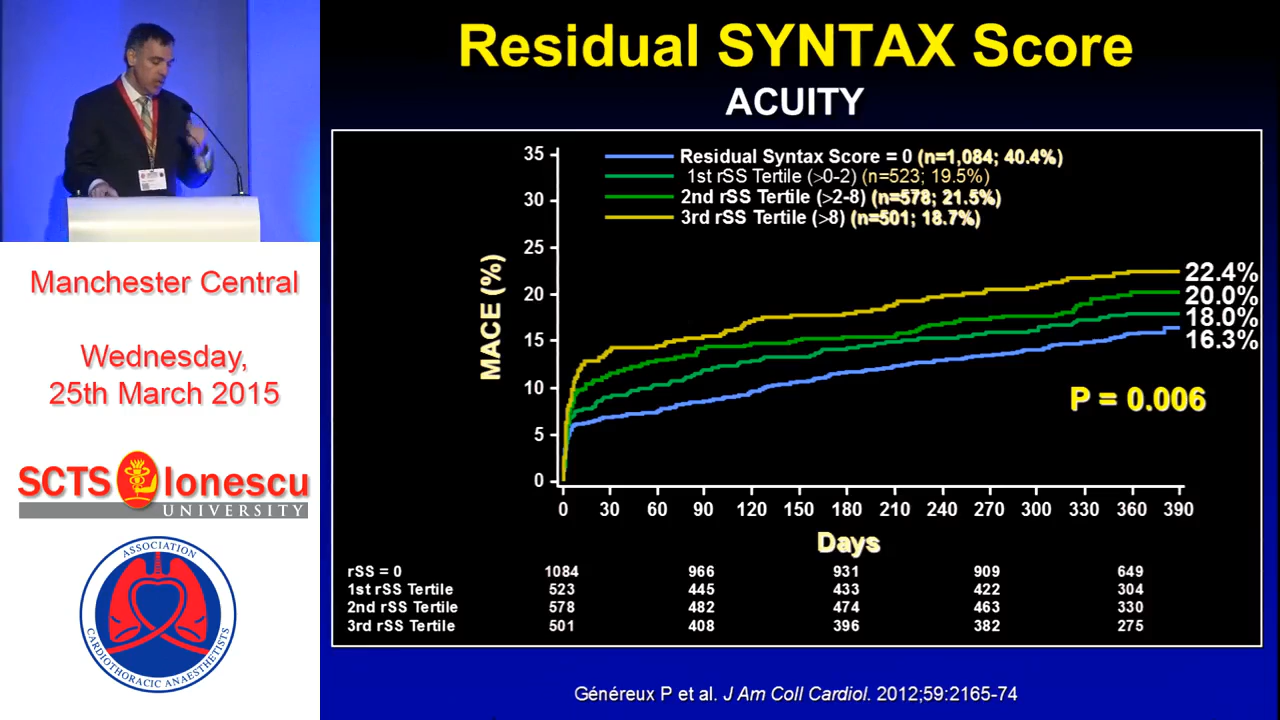 Residual SYNTAX Score
ACUITY
Residual Syntax Score = 0 (n=1,084; 40.4%)
1st rSS Tertile (>0-2) (n=523; 19.5%)
2nd rSS Tertile (>2-8) (n=578; 21.5%)
3rd rSS Tertile (>8) (n=501; 18.7%)
MACE (%)
35
30
25
20
15
10
5
0
22.4%
20.0%
18.0%
16.3%
P = 0.006
0 30 60 90 120 150 180 210 240 270 300 330 360 390
Days
rSS = 0 1084 966 931 909 649
1st rSS Tertile 523 445 433 422 304
2nd rSS Tertile 578 482 474 463 330
3rd rSS Tertile 501 408 396 382 275
Généreux P et al. J Am Coll Cardiol. 2012;59:2165-74
Manchester Central
Wednesday,
25th March 2015
SCTS Ionescu
UNIVERSITY
ASSOCIATION
CARDIOTHORACIC ANAESTHETISTS